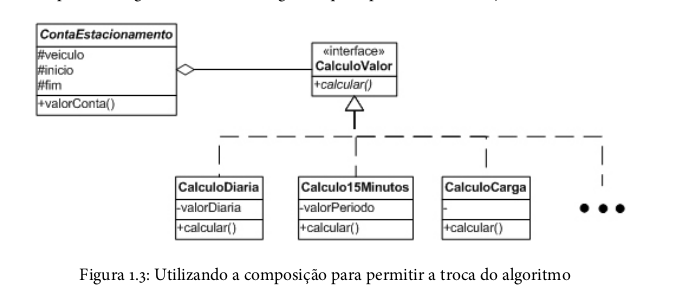 ContaEstacionamento
#veiculo
#inicio
#fim
+valorConta()
«interface»
CalculoValor
+calcular()
CalculoDiaria
-valorDiaria
+calcular()
Calculo15Minutos
-valorPeriodo
+calcular()
CalculoCarga
-
+calcular()
Figura 1.3: Utilizando a composição para permitir a troca do algoritmo